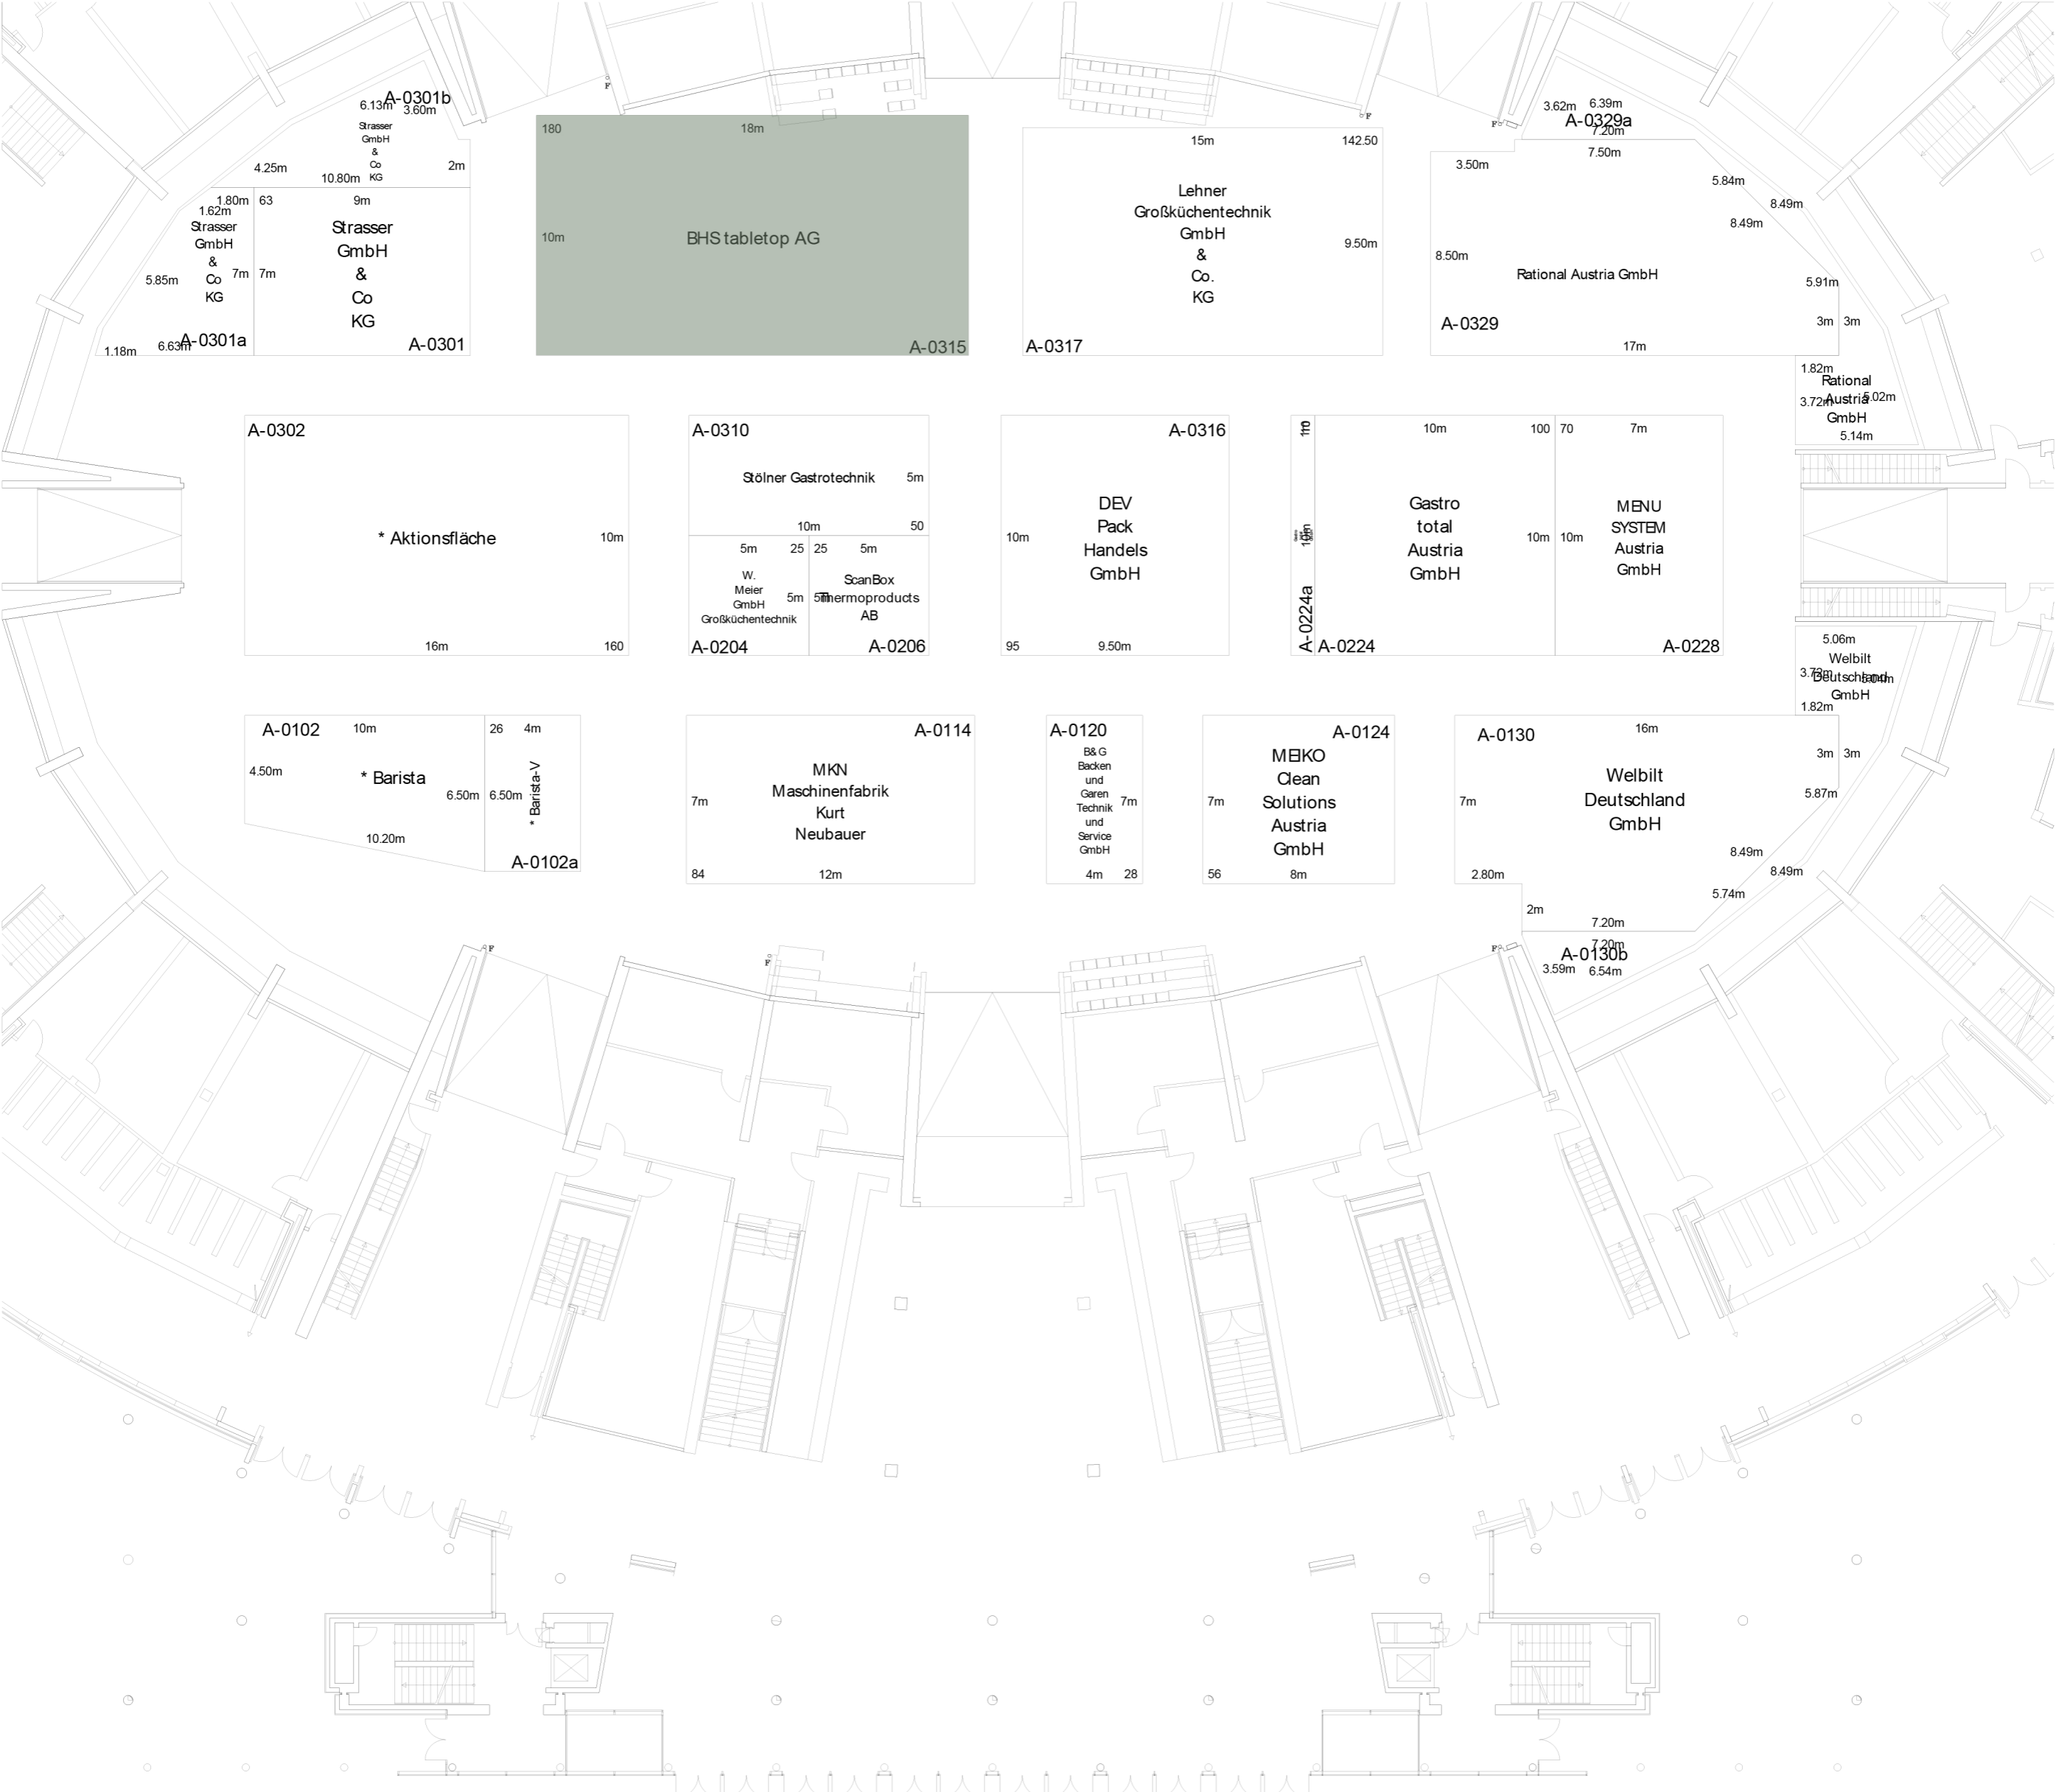 A-0301b
6.13m
3.60m
Strasser
GmbH
&
Co
KG
4.25m
10.80m
2m
1.80m
1.62m
Strasser
GmbH
&
Co
KG
5.85m
7m
A-0301a
6.63m
1.18m
63
9m
Strasser
GmbH
&
Co
KG
7m
A-0301
F
180
18m
10m
BHS tabletop AG
A-0315
15m
142.50
Lehner
Großküchentechnik
GmbH
&
Co.
KG
9.50m
A-0317
F
F
3.62m
6.39m
A-0329a
7.20m
7.50m
3.50m
5.84m
8.49m
8.49m
8.50m
Rational Austria GmbH
5.91m
A-0329
3m
3m
17m
1.82m
Rational
Austria
GmbH
3.72m
5.02m
5.14m
A-0302
* Aktionsfläche
10m
16m
160
A-0310
Stölner Gastrotechnik
5m
10m
50
5m
25
W.
Meier
GmbH
Großküchentechnik
5m
A-0204
25
5m
ScanBox
Thermoproducts
AB
5m
A-0206
A-0316
DEV
Pack
Handels
GmbH
10m
95
9.50m
10m
A-0224a
10m
100
Gastro
total
Austria
GmbH
10m
A-0224
70
7m
MENU
SYSTEM
Austria
GmbH
10m
A-0228
5.06m
Welbilt
Deutschland
GmbH
3.72m
5.04m
1.82m
A-0102
10m
4.50m
* Barista
6.50m
10.20m
26
4m
6.50m
* Barista-V
A-0102a
A-0114
MKN
Maschinenfabrik
Kurt
Neubauer
7m
84
12m
A-0120
B&G
Backen
und
Garen
Technik
und
Service
GmbH
7m
4m
28
A-0124
MEIKO
Clean
Solutions
Austria
GmbH
7m
56
8m
A-0130
16m
Welbilt
Deutschland
GmbH
7m
3m
3m
5.87m
8.49m
8.49m
5.74m
2.80m
2m
7.20m
7.20m
A-0130b
3.59m
6.54m
F
F
F